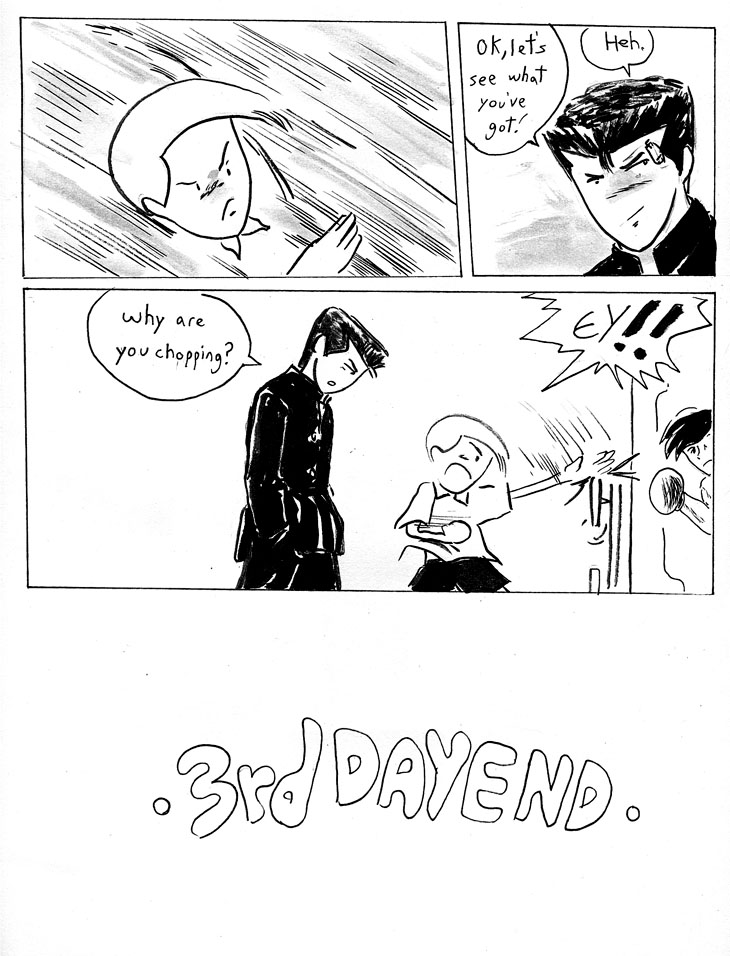 Heh.
OK, let's
see what
you've
got!
why are
you chopping?
EY!!
.3rd DAY END.